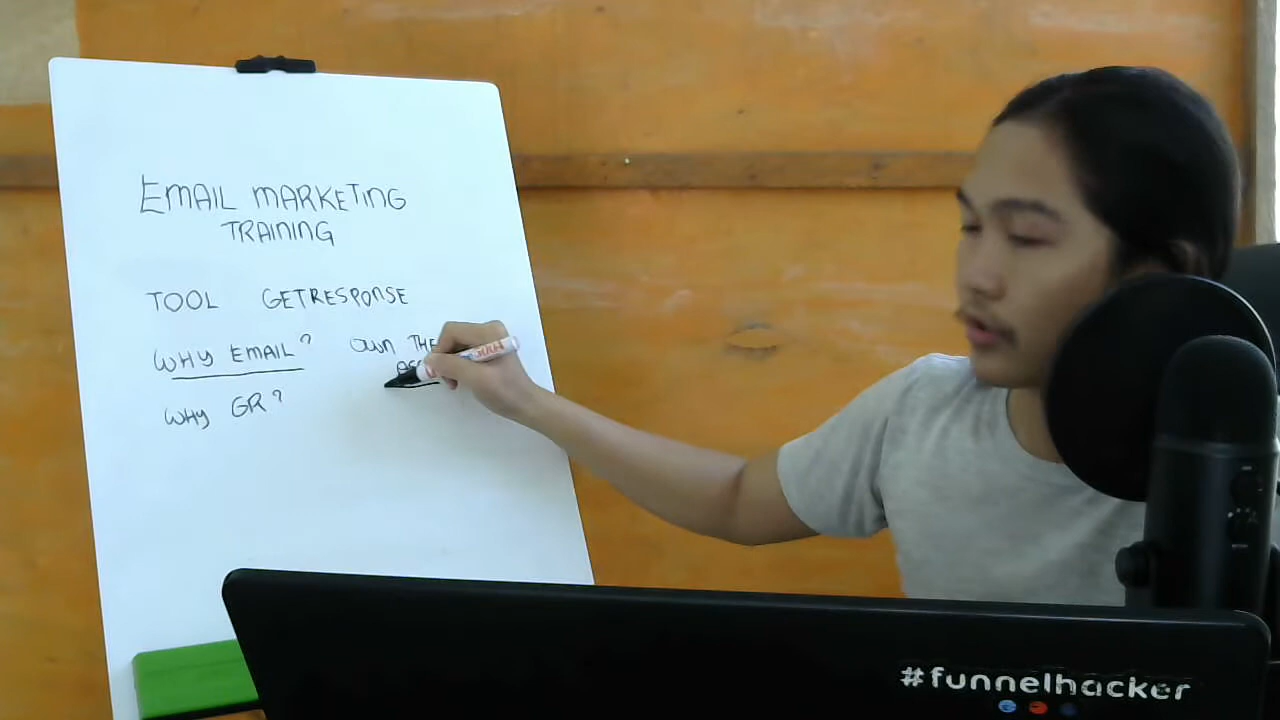 EMAIL MARKETING
TRAINING
TOOL GETRESPONSE
WHY EMAIL? OWN THE
WHY GR?
#funnelhacker